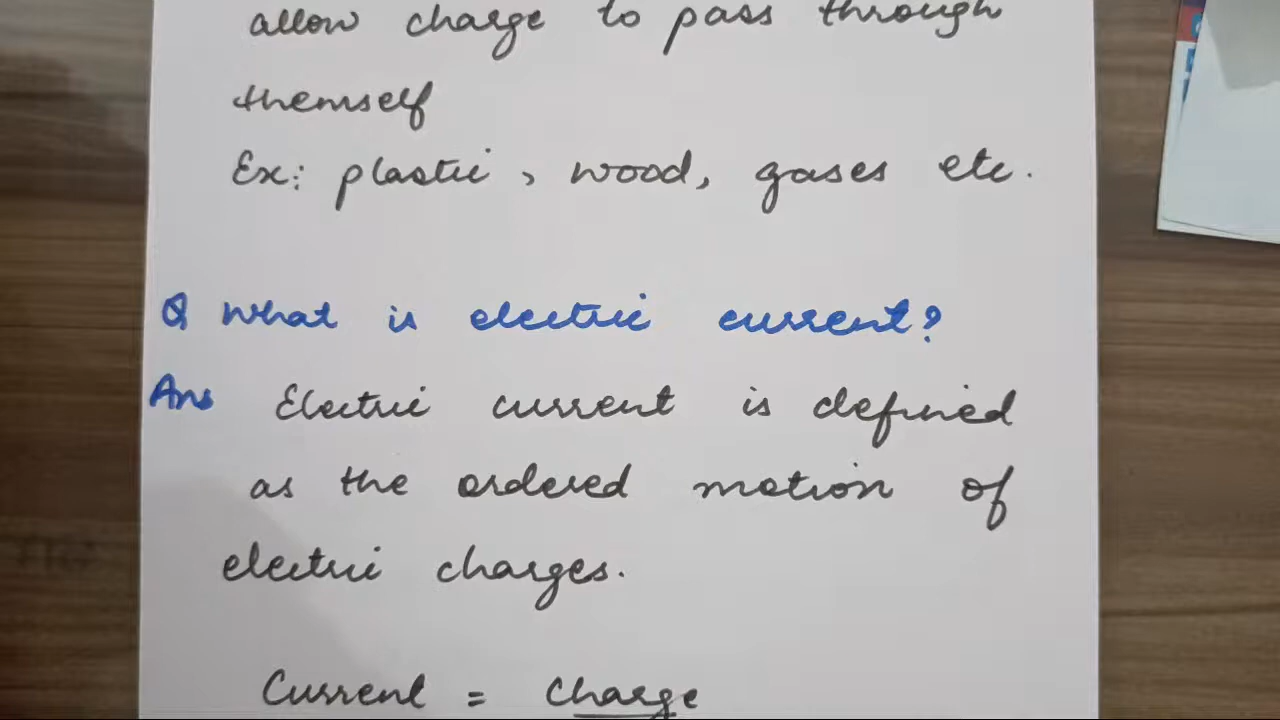 allow charge to pass through
themself
Ex: plastic, wood, gases etc.
Q What is electric current?
Ans Electric current is defined
as the ordered motion of
electric charges.
Current = Charge